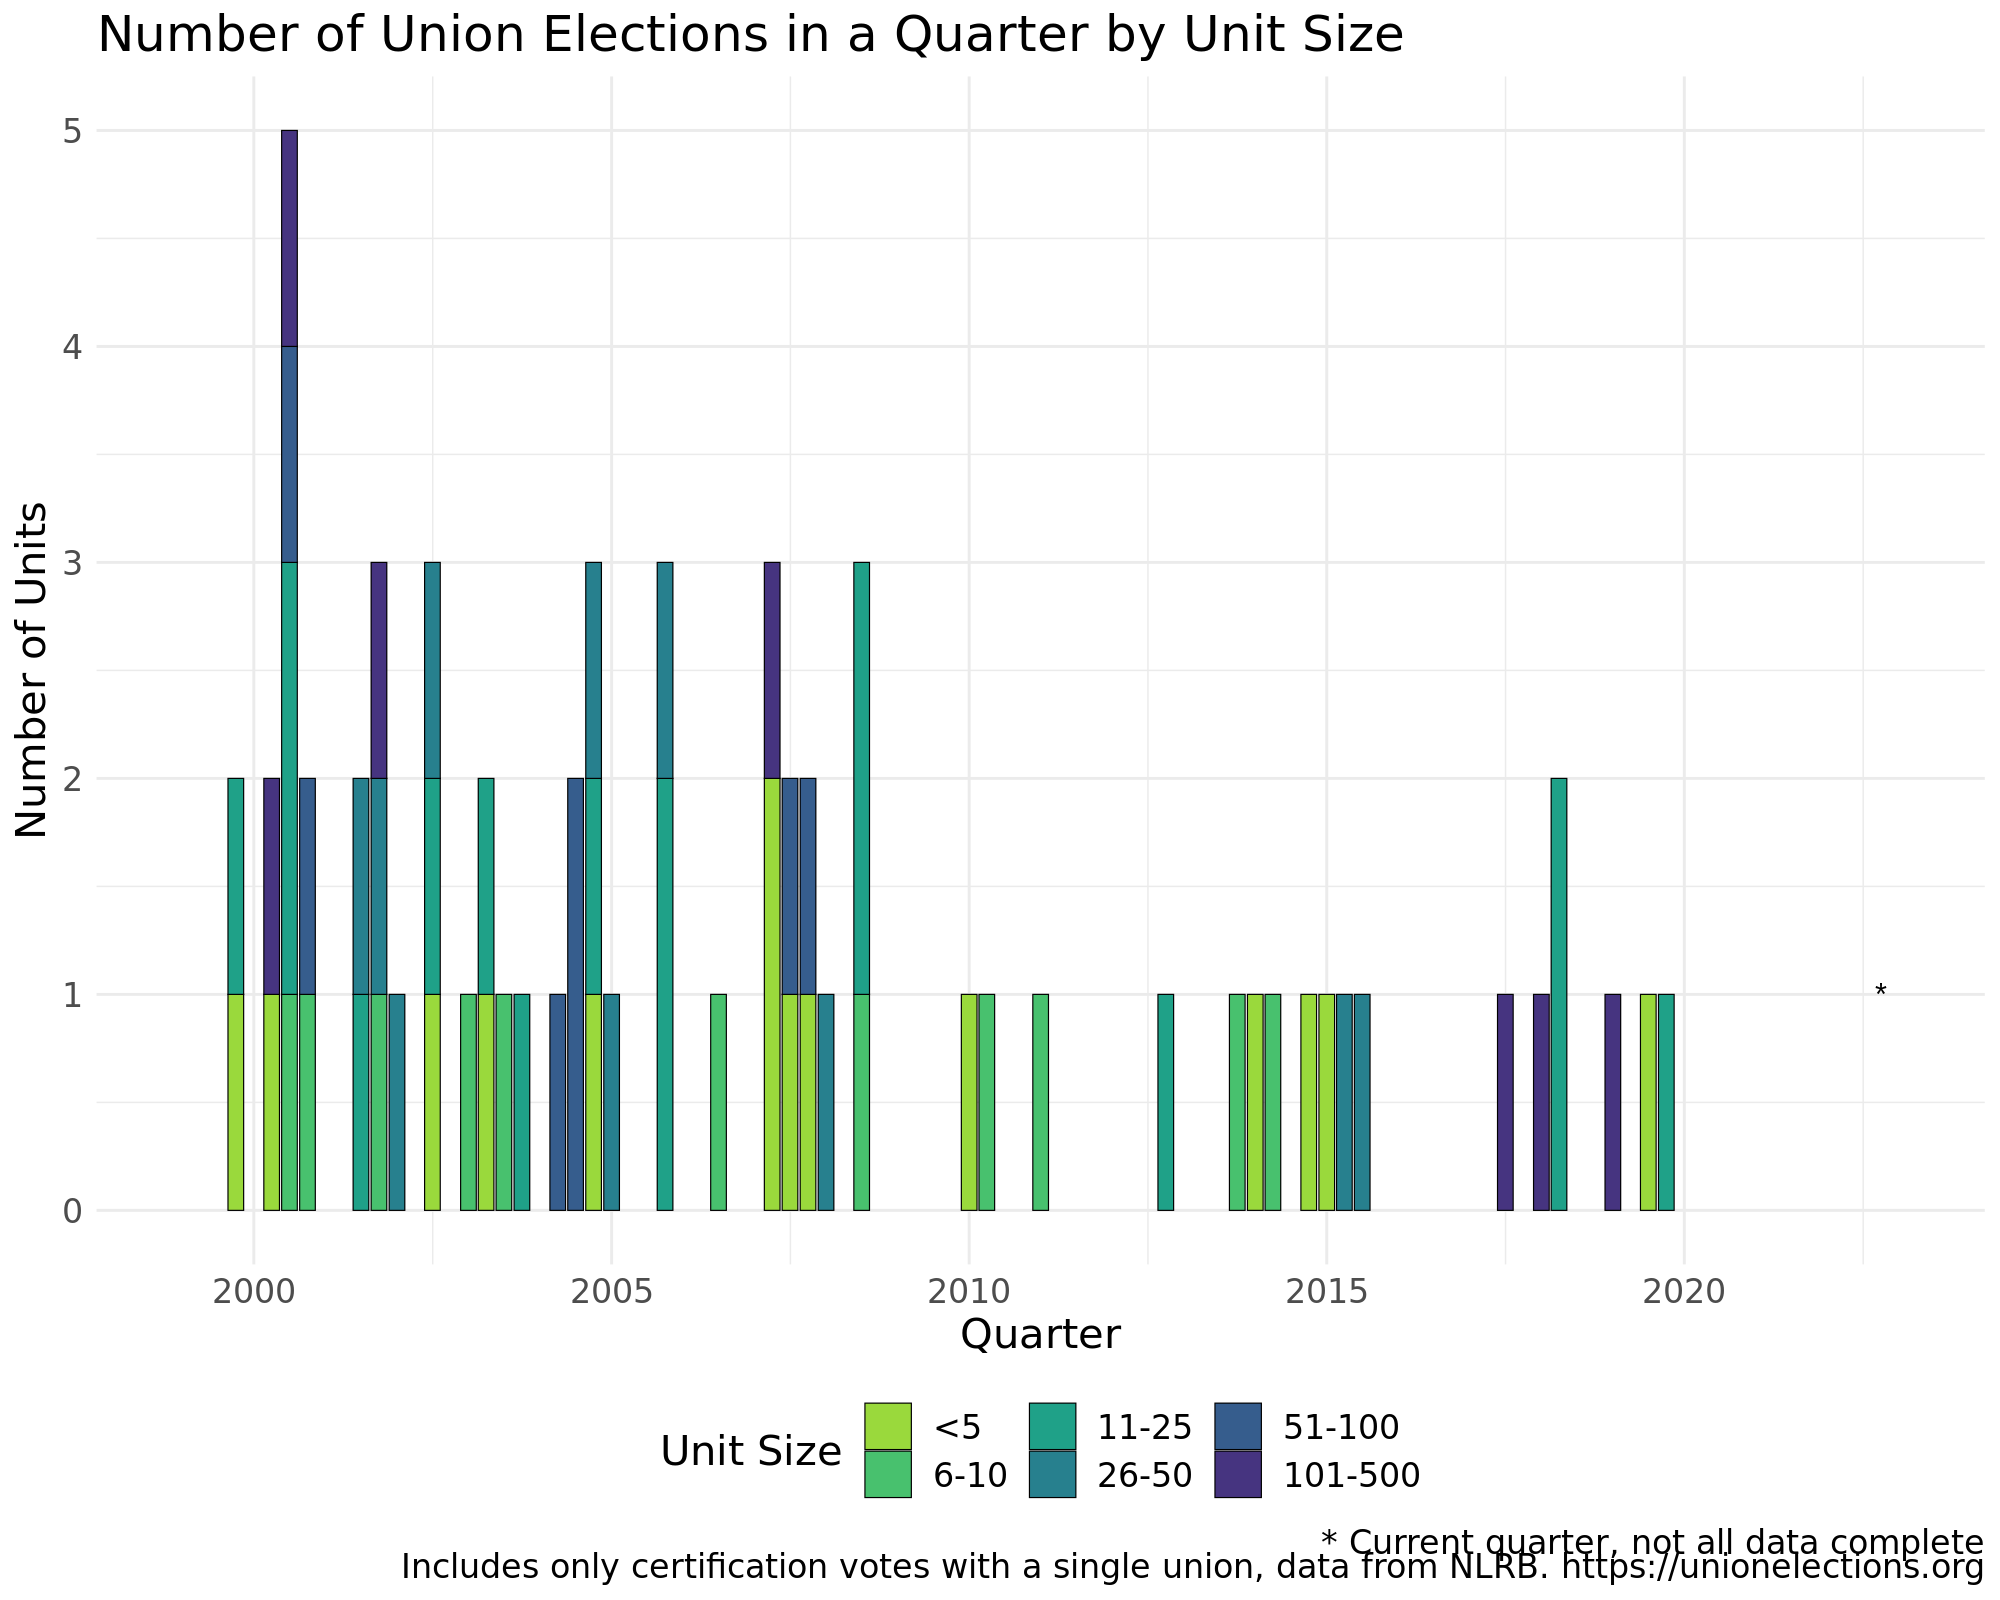 Number of Union Elections in a Quarter by Unit Size
Number of Units
5
4
3
2
1
0
*
2000 2005 2010 2015 2020
Quarter
Unit Size
<5 11-25 51-100
6-10 26-50 101-500
* Current quarter, not all data complete
Includes only certification votes with a single union, data from NLRB. https://unionelections.org